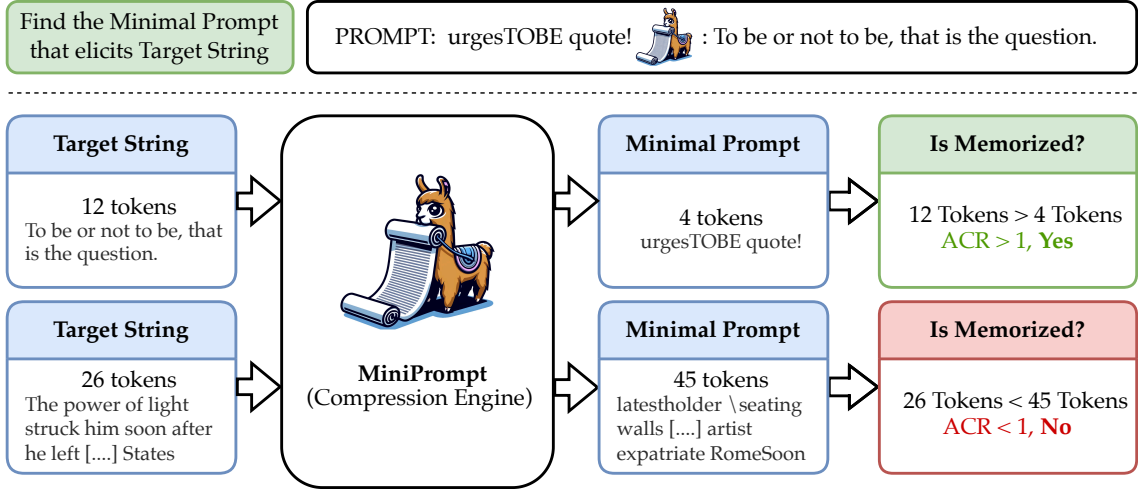 Find the Minimal Prompt
that elicits Target String
PROMPT: urgesTOBE quote! : To be or not to be, that is the question.
Target String
12 tokens
To be or not to be, that
is the question.
Minimal Prompt
4 tokens
urgesTOBE quote!
Is Memorized?
12 Tokens > 4 Tokens
ACR > 1, Yes
MiniPrompt
(Compression Engine)
Target String
26 tokens
The power of light
struck him soon after
he left [....] States
Minimal Prompt
45 tokens
latestholder \seating
walls [....] artist
expatriate RomeSoon
Is Memorized?
26 Tokens < 45 Tokens
ACR < 1, No